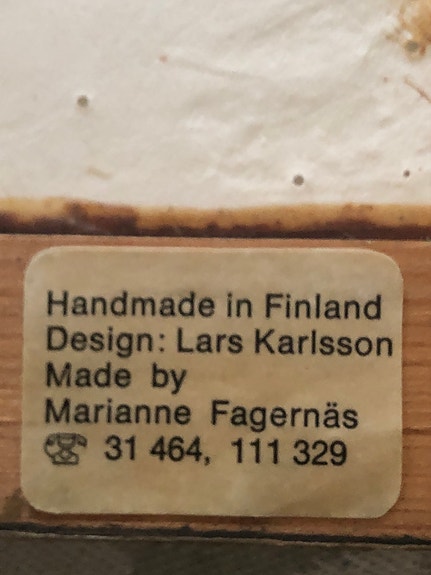 Handmade in Finland
Design: Lars Karlsson
Made by
Marianne Fagernäs
☎ 31 464, 111 329